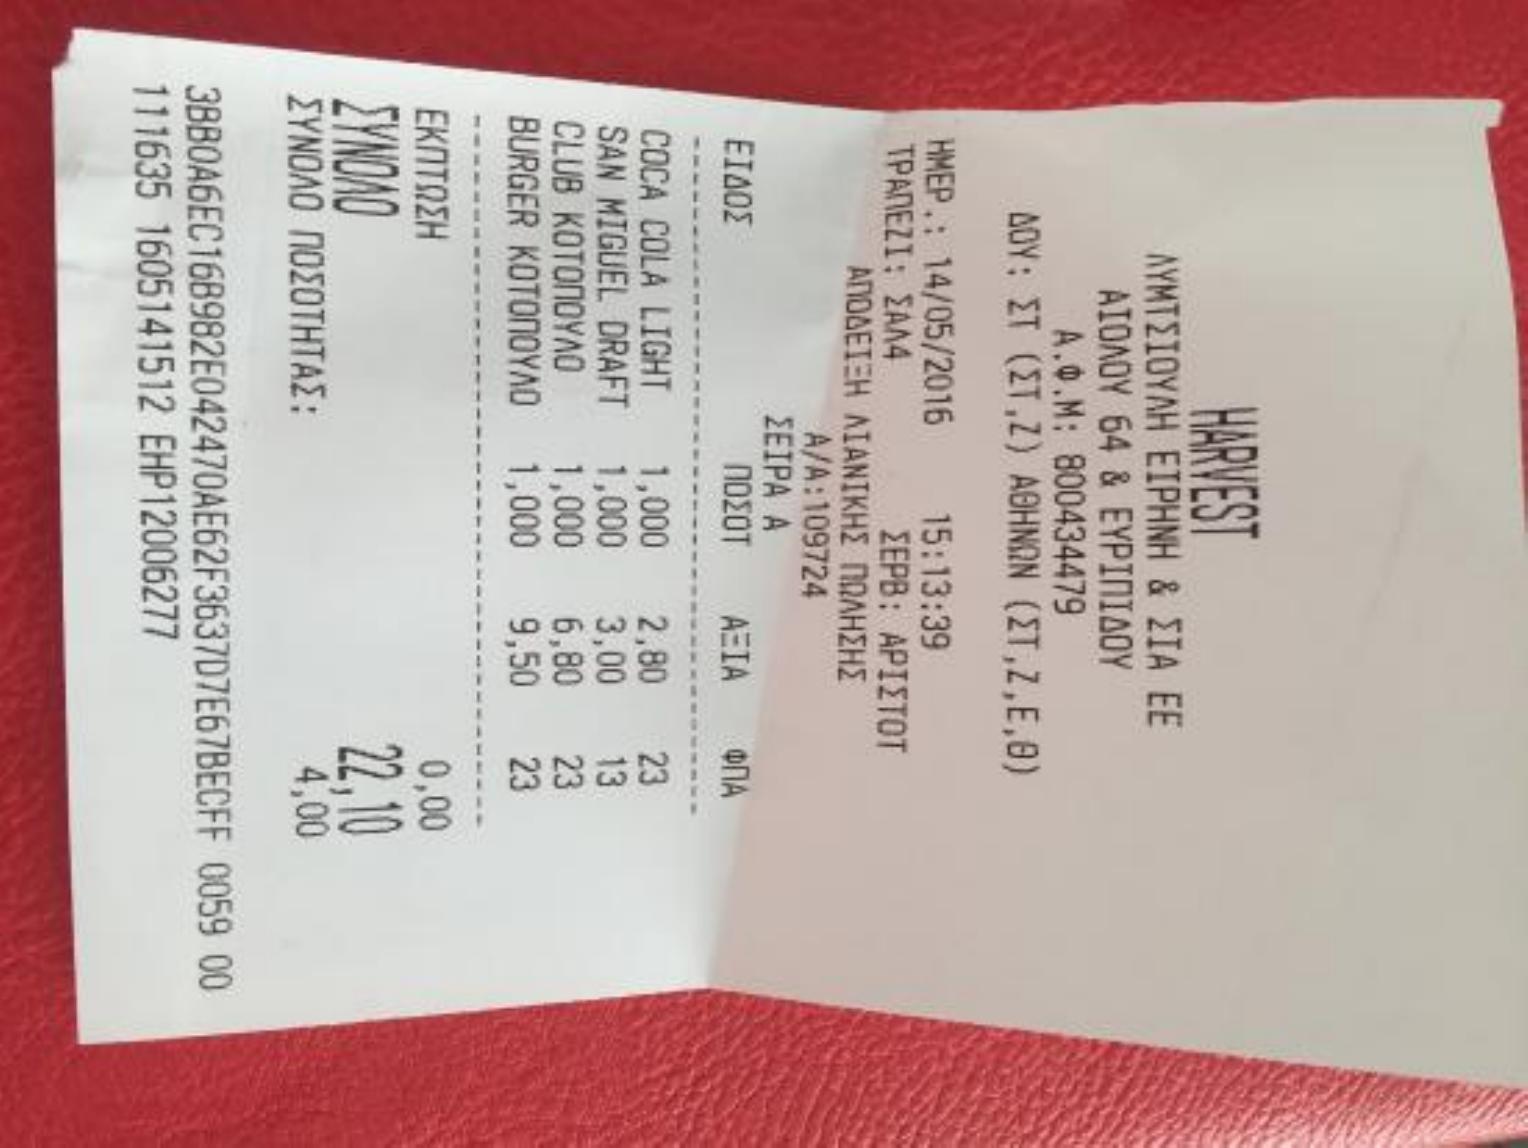 HARVEST
ΛΥΜΤΣΙΟΥΛΗ ΕΙΡΗΝΗ & ΣΙΑ ΕΕ
ΑΙΟΛΟΥ 64 & ΕΥΡΙΠΙΔΟΥ
Α.Φ.Μ: 800434479
ΔΟΥ: ΣΤ (ΣΤ,Ζ) ΑΘΗΝΩΝ (ΣΤ,Ζ,Ε,Θ)
ΗΜΕΡ.: 14/05/2016 15:13:39
ΤΡΑΠΕΖΙ: ΣΑΛ4 ΣΕΡΒ: ΑΡΙΣΤΟΤ
ΑΠΟΔΕΙΞΗ ΛΙΑΝΙΚΗΣ ΠΩΛΗΣΗΣ
Α/Α:109724
ΣΕΙΡΑ Α
ΕΙΔΟΣ ΠΟΣΟΤ ΑΞΙΑ ΦΠΑ
COCA COLA LIGHT 1,000 2,80 23
SAN MIGUEL DRAFT 1,000 3,00 13
CLUB ΚΟΤΟΠΟΥΛΟ 1,000 6,80 23
BURGER ΚΟΤΟΠΟΥΛΟ 1,000 9,50 23
ΕΚΠΤΩΣΗ 0,00
ΣΥΝΟΛΟ 22,10
ΣΥΝΟΛΟ ΠΟΣΟΤΗΤΑΣ: 4,00
3BB0A6EC16B982E042470AE62F3637D7E67BECFF 0059 00
111635 1605141512 EHP12006277